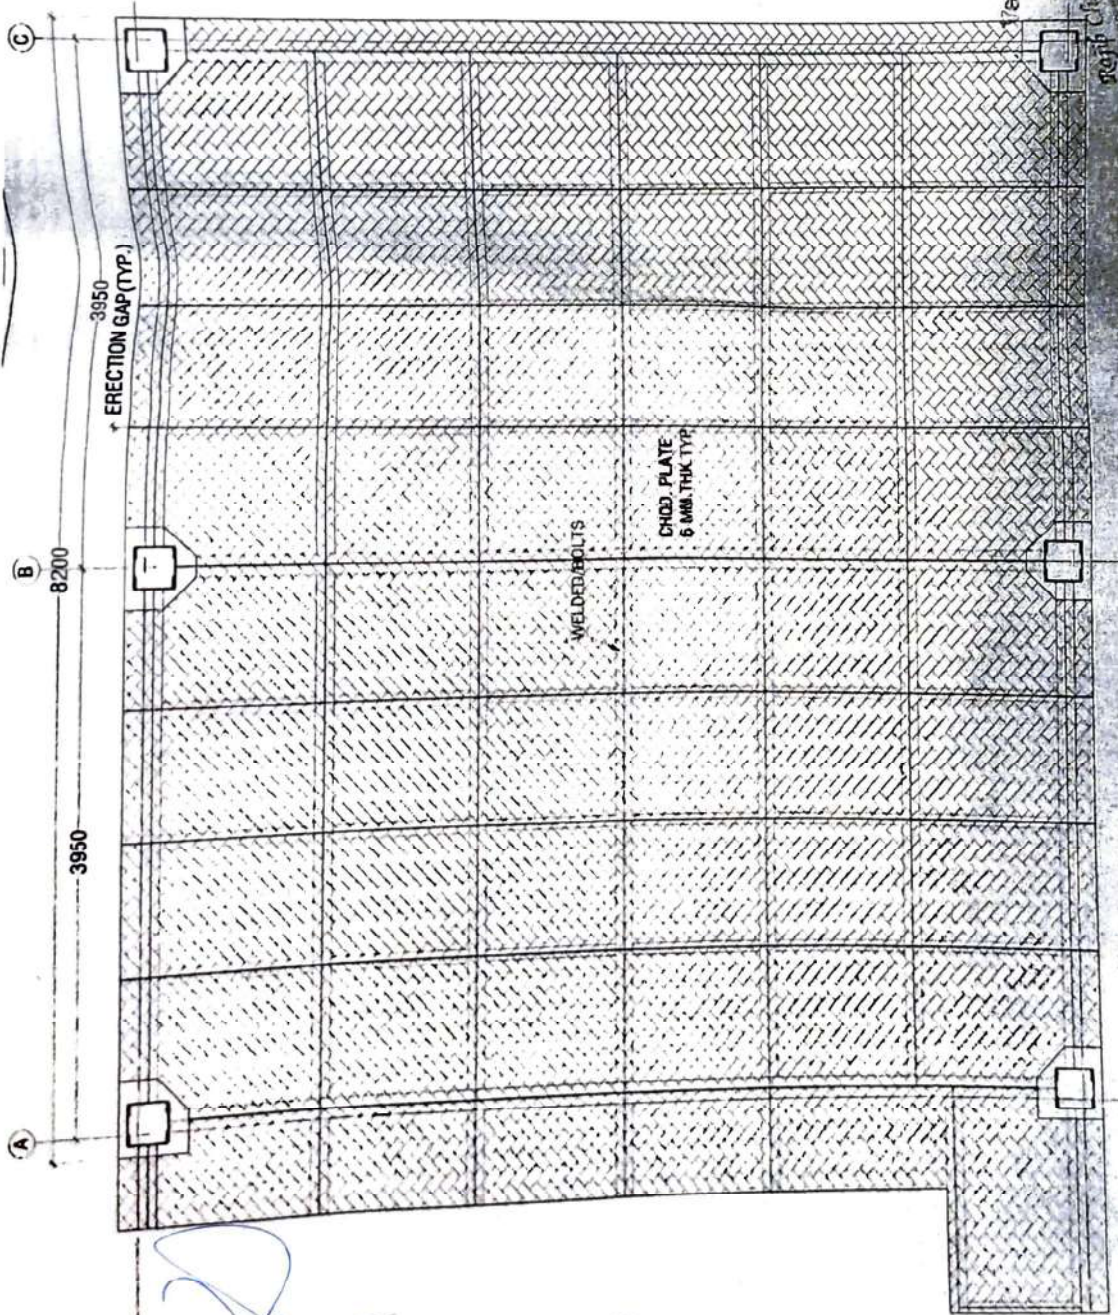 C
B
A
8200
3950
3950
ERECTION GAP(TYP.)
CHQD. PLATE
6 MM.THK.TYP
WELDED/BOLTS